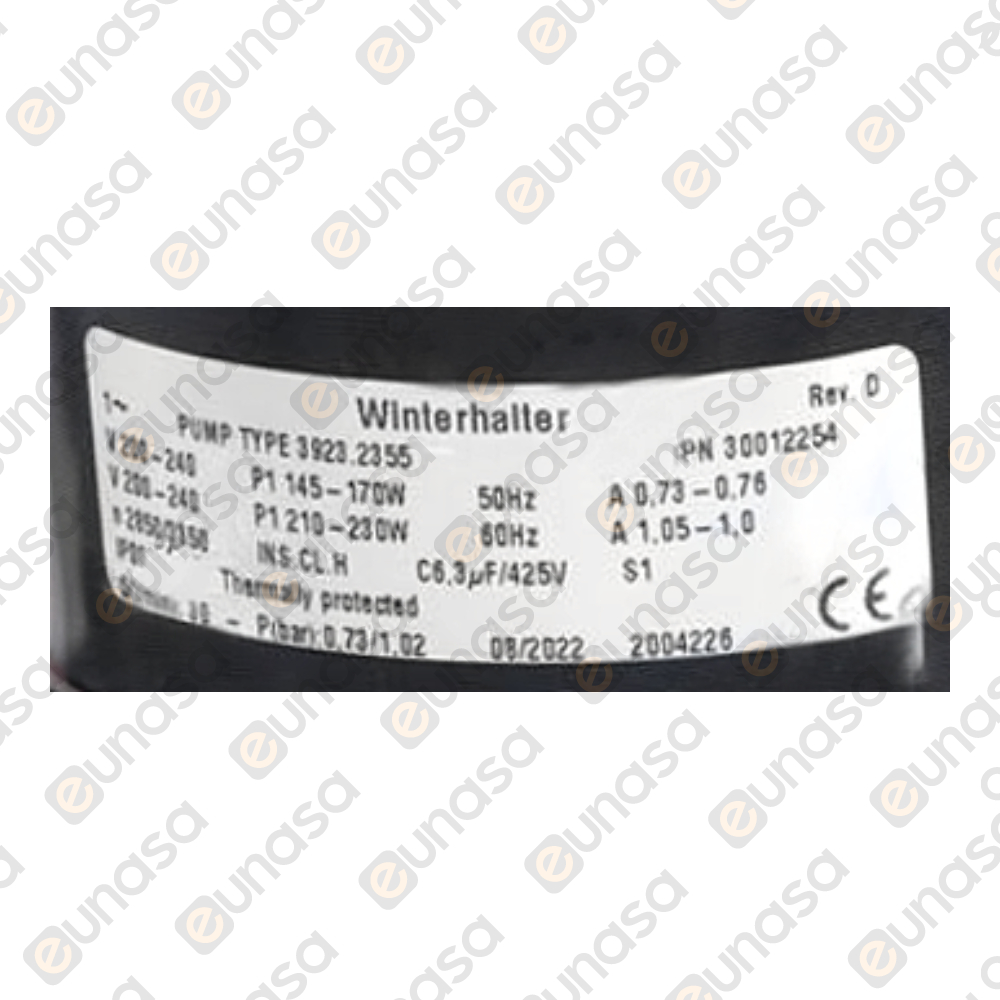 Winterhalter
Rev. D
1~
PUMP TYPE 3923.2355
PN 30012254
V 200-240 P1 145-170W 50Hz A 0,73-0,76
V 200-240 P1 210-230W 60Hz A 1,05-1,0
INS.CL.H C6,3µF/425V S1
Thermally protected
P(bar):0,73/1,02 08/2022 2004226
CE
eunasa